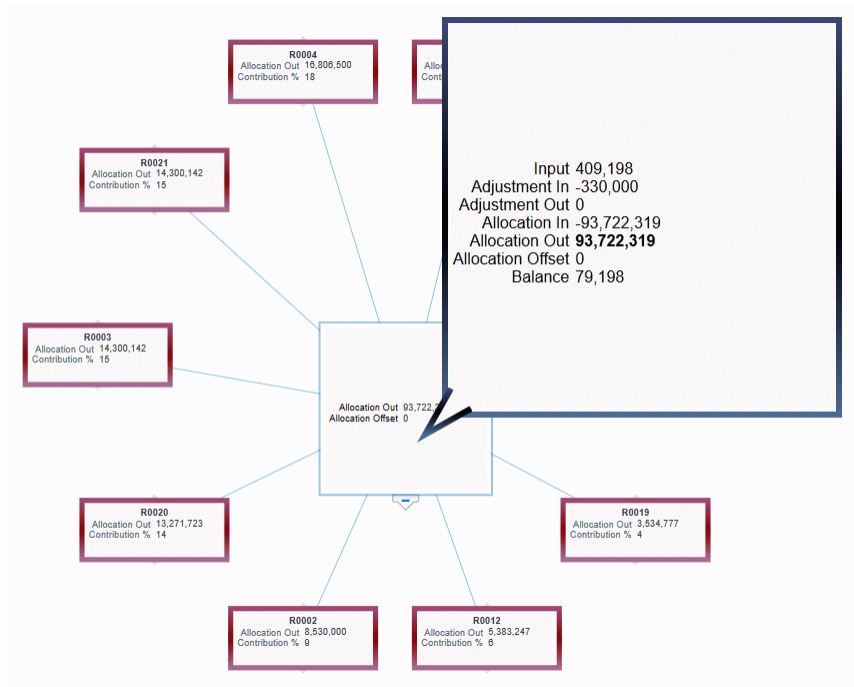 R0004
Allocation Out 16,806,500
Contribution % 18
R0021
Allocation Out 14,300,142
Contribution % 15
R0003
Allocation Out 14,300,142
Contribution % 15
Input 409,198
Adjustment In -330,000
Adjustment Out 0
Allocation In -93,722,319
Allocation Out 93,722,319
Allocation Offset 0
Balance 79,198
Allocation Out 93,722,
Allocation Offset 0
R0020
Allocation Out 13,271,723
Contribution % 14
R0019
Allocation Out 3,534,777
Contribution % 4
R0002
Allocation Out 8,530,000
Contribution % 9
R0012
Allocation Out 5,383,247
Contribution % 6